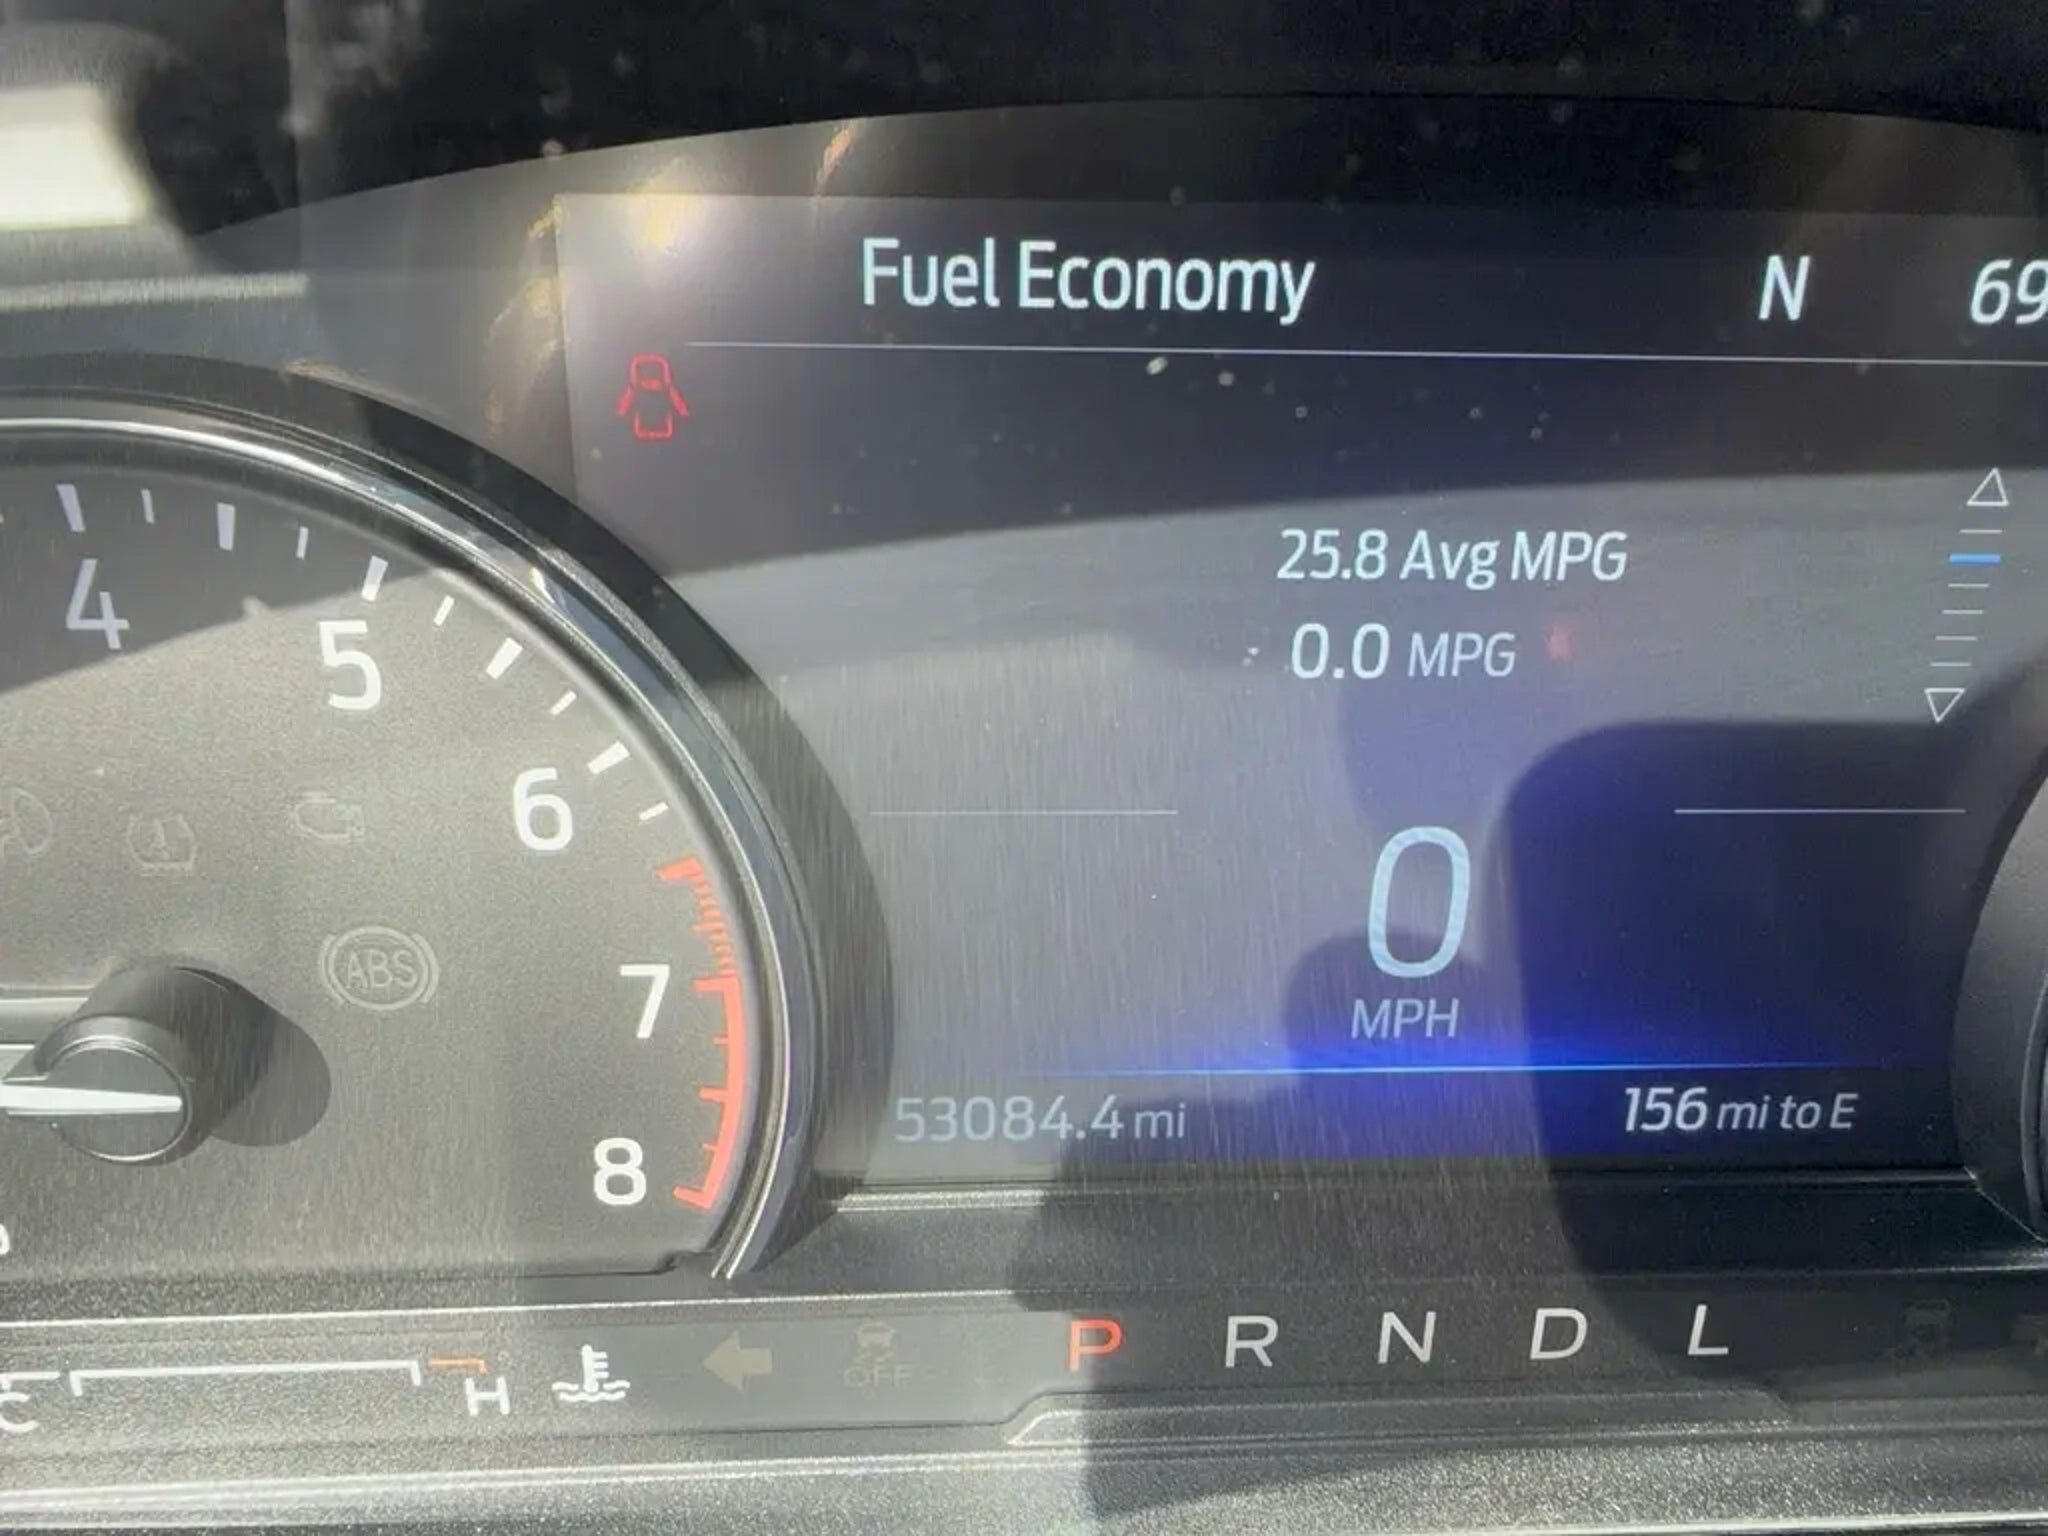 Fuel Economy N 69
25.8 Avg MPG
0.0 MPG
4
5
6
7
8
ABS
0
MPH
53084.4 mi
156 mi to E
P R N D L
C H
OFF